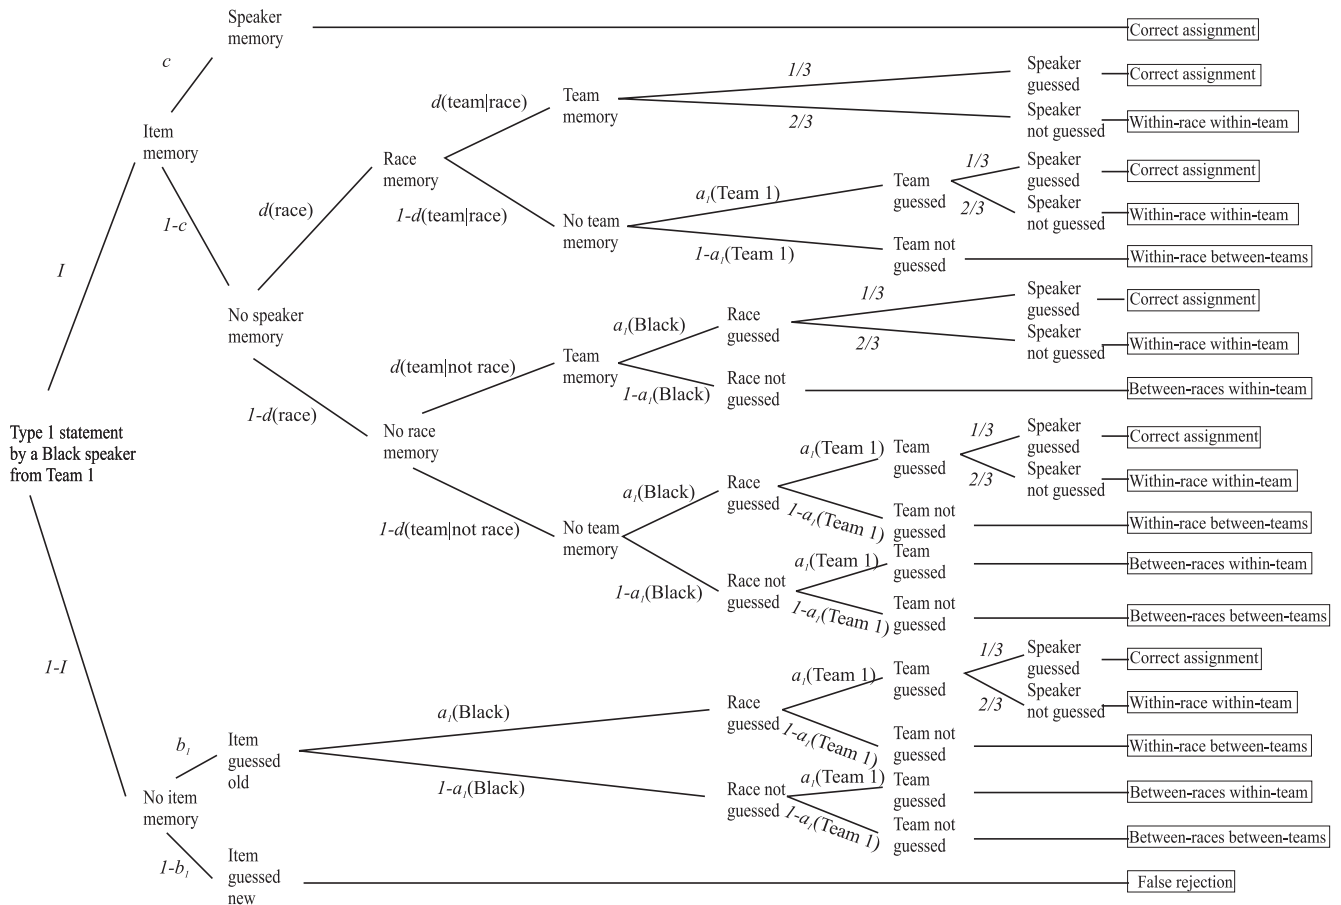 Speaker
memory
Correct assignment
c
1/3
Speaker
guessed
Correct assignment
d(team|race)
Team
memory
2/3
Speaker
not guessed
Within-race within-team
Item
memory
Race
memory
1/3
Speaker
guessed
Correct assignment
a₁(Team 1)
Team
guessed
2/3
Speaker
not guessed
Within-race within-team
d(race)
1-d(team|race)
No team
memory
1-c
1-a₁(Team 1)
Team not
guessed
Within-race between-teams
I
1/3
Speaker
guessed
Correct assignment
No speaker
memory
a₁(Black)
Race
guessed
2/3
Speaker
not guessed
Within-race within-team
d(team|not race)
Team
memory
1-a₁(Black)
Race not
guessed
Between-races within-team
1-d(race)
Type 1 statement
by a Black speaker
from Team 1
No race
memory
1/3
Speaker
guessed
Correct assignment
a₁(Team 1)
Team
guessed
2/3
Speaker
not guessed
Within-race within-team
a₁(Black)
Race
guessed
1-a₁(Team 1)
Team not
guessed
Within-race between-teams
1-d(team|not race)
No team
memory
a₁(Team 1)
Team
guessed
Between-races within-team
1-a₁(Black)
Race not
guessed
1-a₁(Team 1)
Team not
guessed
Between-races between-teams
1-I
1/3
Speaker
guessed
Correct assignment
a₁(Team 1)
Team
guessed
2/3
Speaker
not guessed
Within-race within-team
a₁(Black)
Race
guessed
1-a₁(Team 1)
Team not
guessed
Within-race between-teams
b₁
Item
guessed
old
1-a₁(Black)
a₁(Team 1)
Team
guessed
Between-races within-team
No item
memory
Race not
guessed
1-a₁(Team 1)
Team not
guessed
Between-races between-teams
1-b₁
Item
guessed
new
False rejection